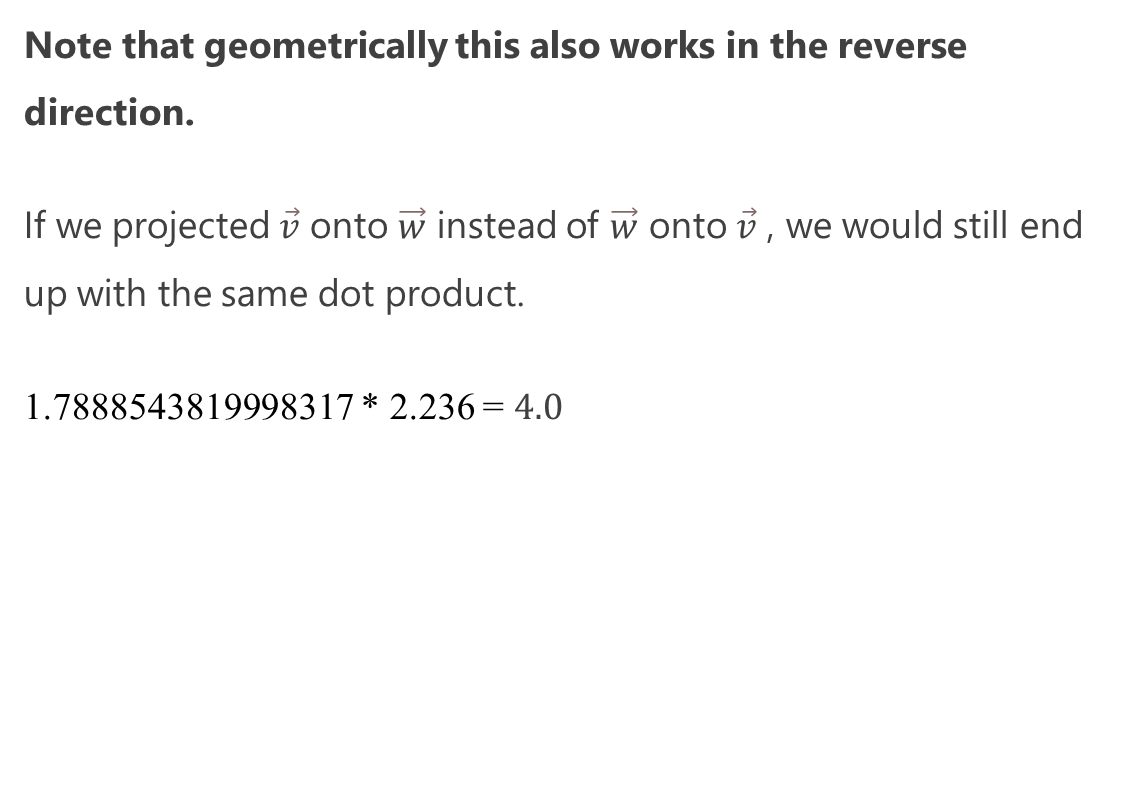 Note that geometrically this also works in the reverse
direction.
If we projected v⃗ onto w⃗ instead of w⃗ onto v⃗ , we would still end
up with the same dot product.
1.7888543819998317 * 2.236 = 4.0